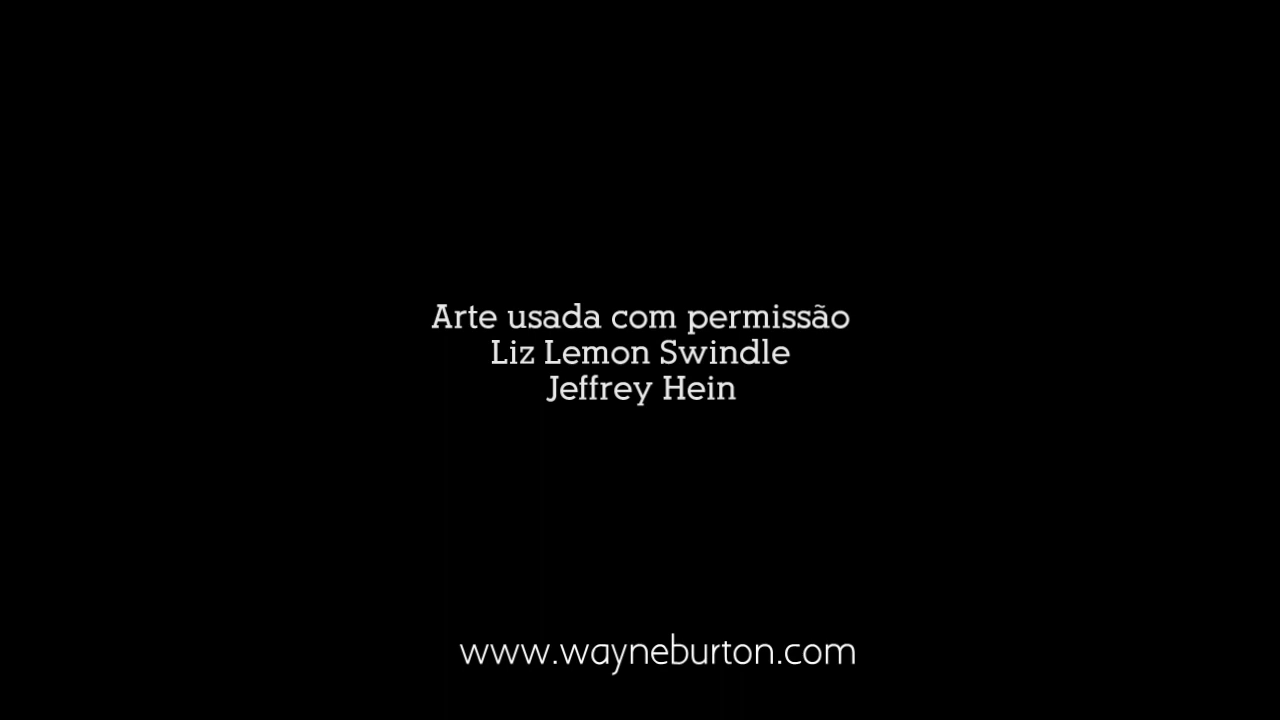 Arte usada com permissão
Liz Lemon Swindle
Jeffrey Hein
www.wayneburton.com